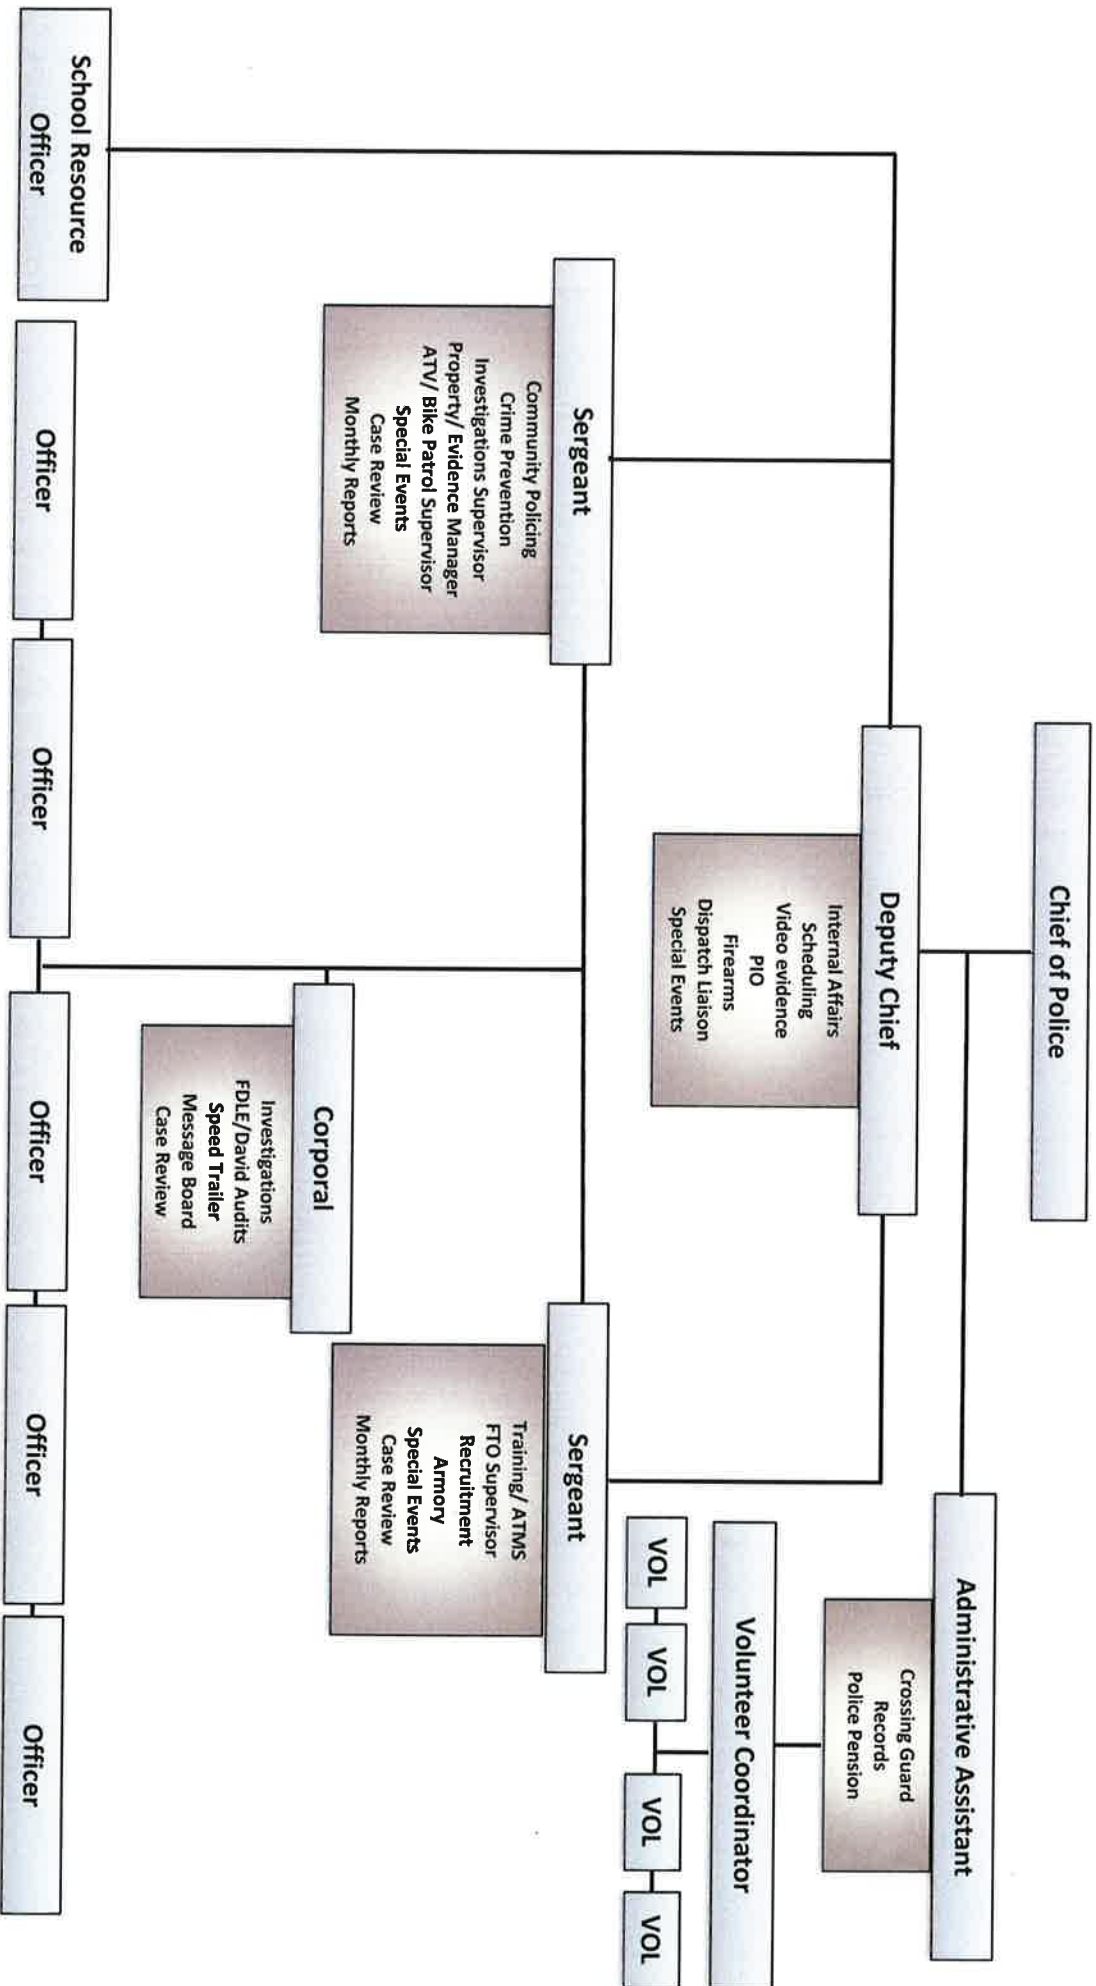 Chief of Police
Deputy Chief
Internal Affairs
Scheduling
Video evidence
PIO
Firearms
Dispatch Liaison
Special Events
Administrative Assistant
Crossing Guard
Records
Police Pension
Volunteer Coordinator
VOL
VOL
VOL
VOL
Sergeant
Community Policing
Crime Prevention
Investigations Supervisor
Property/ Evidence Manager
ATV/ Bike Patrol Supervisor
Special Events
Case Review
Monthly Reports
Sergeant
Training/ ATMS
FTO Supervisor
Recruitment
Armory
Special Events
Case Review
Monthly Reports
Corporal
Investigations
FDLE/David Audits
Speed Trailer
Message Board
Case Review
School Resource
Officer
Officer
Officer
Officer
Officer
Officer